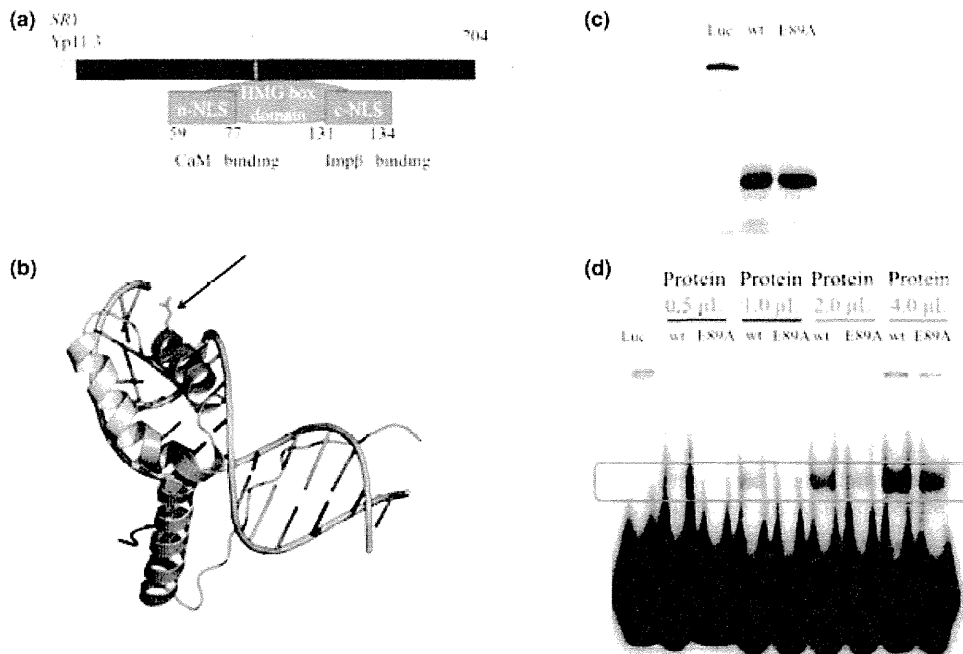 (a)
SRY
Yp11.3
704
HMG box
domain
n-NLS
c-NLS
59 77 131 134
CaM binding Impβ binding
(b)
(c)
Luc wt E89A
(d)
Protein Protein Protein Protein
0.5 µL 1.0 µL 2.0 µL 4.0 µL
Luc wt E89A wt E89A wt E89A wt E89A